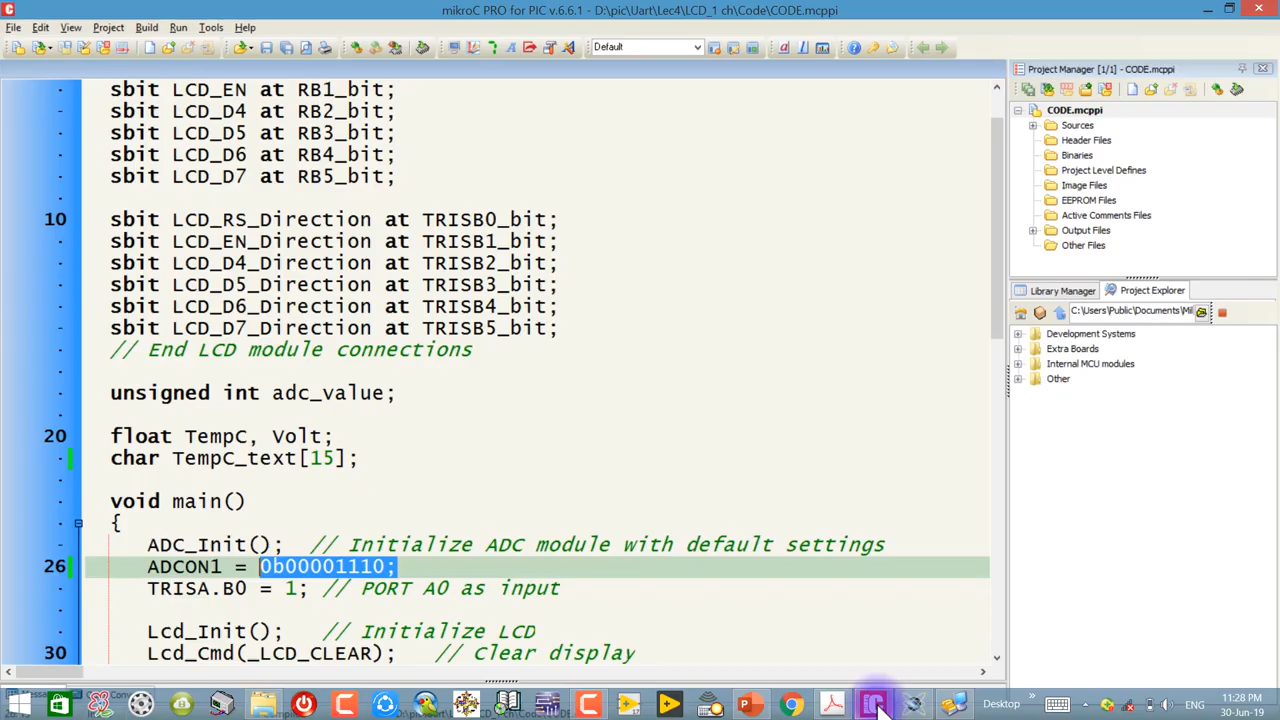 mikroC PRO for PIC v.6.6.1 - D:\pic\Uart\Lec4\LCD_1 ch\Code\CODE.mcppi
File Edit View Project Build Run Tools Help
Default
sbit LCD_EN at RB1_bit;
sbit LCD_D4 at RB2_bit;
sbit LCD_D5 at RB3_bit;
sbit LCD_D6 at RB4_bit;
sbit LCD_D7 at RB5_bit;
10 sbit LCD_RS_Direction at TRISB0_bit;
sbit LCD_EN_Direction at TRISB1_bit;
sbit LCD_D4_Direction at TRISB2_bit;
sbit LCD_D5_Direction at TRISB3_bit;
sbit LCD_D6_Direction at TRISB4_bit;
sbit LCD_D7_Direction at TRISB5_bit;
// End LCD module connections
unsigned int adc_value;
20 float TempC, Volt;
char TempC_text[15];
void main()
{
ADC_Init(); // Initialize ADC module with default settings
26 ADCON1 = 0b00001110;
TRISA.B0 = 1; // PORT A0 as input
Lcd_Init(); // Initialize LCD
30 Lcd_Cmd(_LCD_CLEAR); // Clear display
Project Manager [1/1] - CODE.mcppi
CODE.mcppi
Sources
Header Files
Binaries
Project Level Defines
Image Files
EEPROM Files
Active Comments Files
Output Files
Other Files
Library Manager Project Explorer
C:\Users\Public\Documents\Mi
Development Systems
Extra Boards
Internal MCU modules
Other
Desktop
ENG
11:28 PM
30-Jun-19